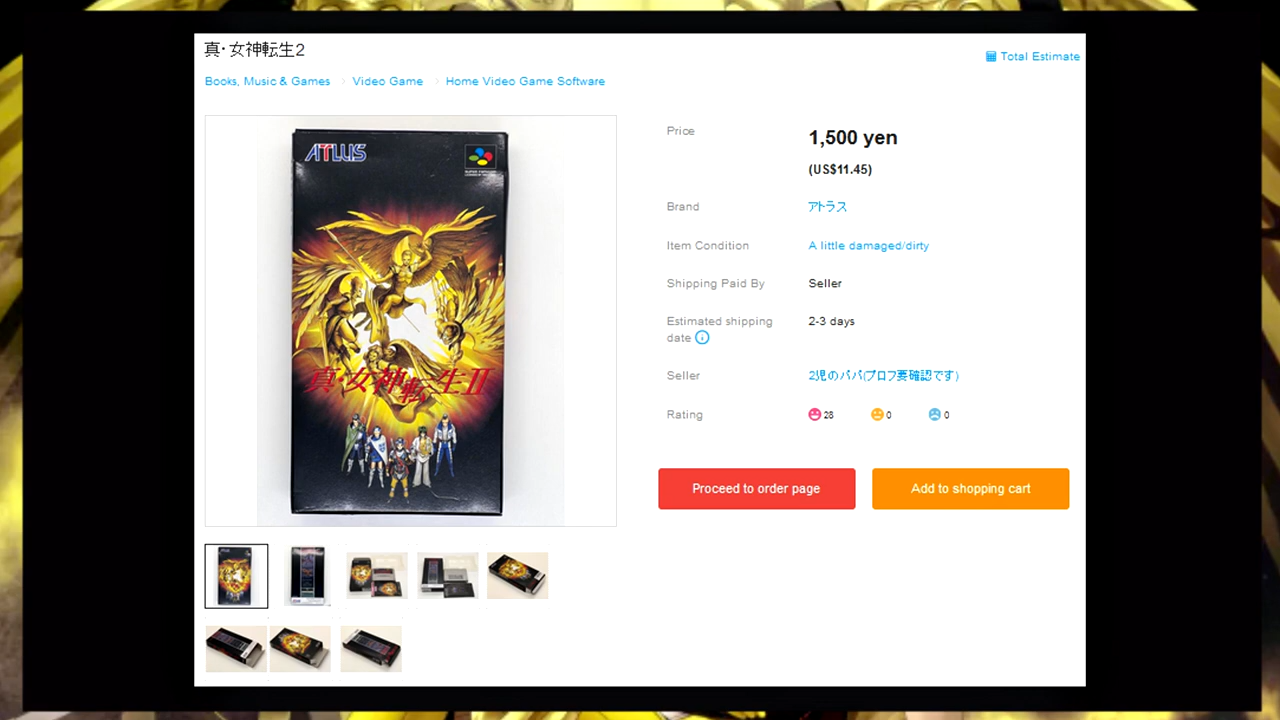 真・女神転生2
Total Estimate
Books, Music & Games
Video Game
Home Video Game Software
ATLUS
真・女神転生II
Price
1,500 yen
(US$11.45)
Brand
アトラス
Item Condition
A little damaged/dirty
Shipping Paid By
Seller
Estimated shipping
date
2-3 days
Seller
2児のパパ(プロフ要確認です)
Rating
28
0
0
Proceed to order page
Add to shopping cart